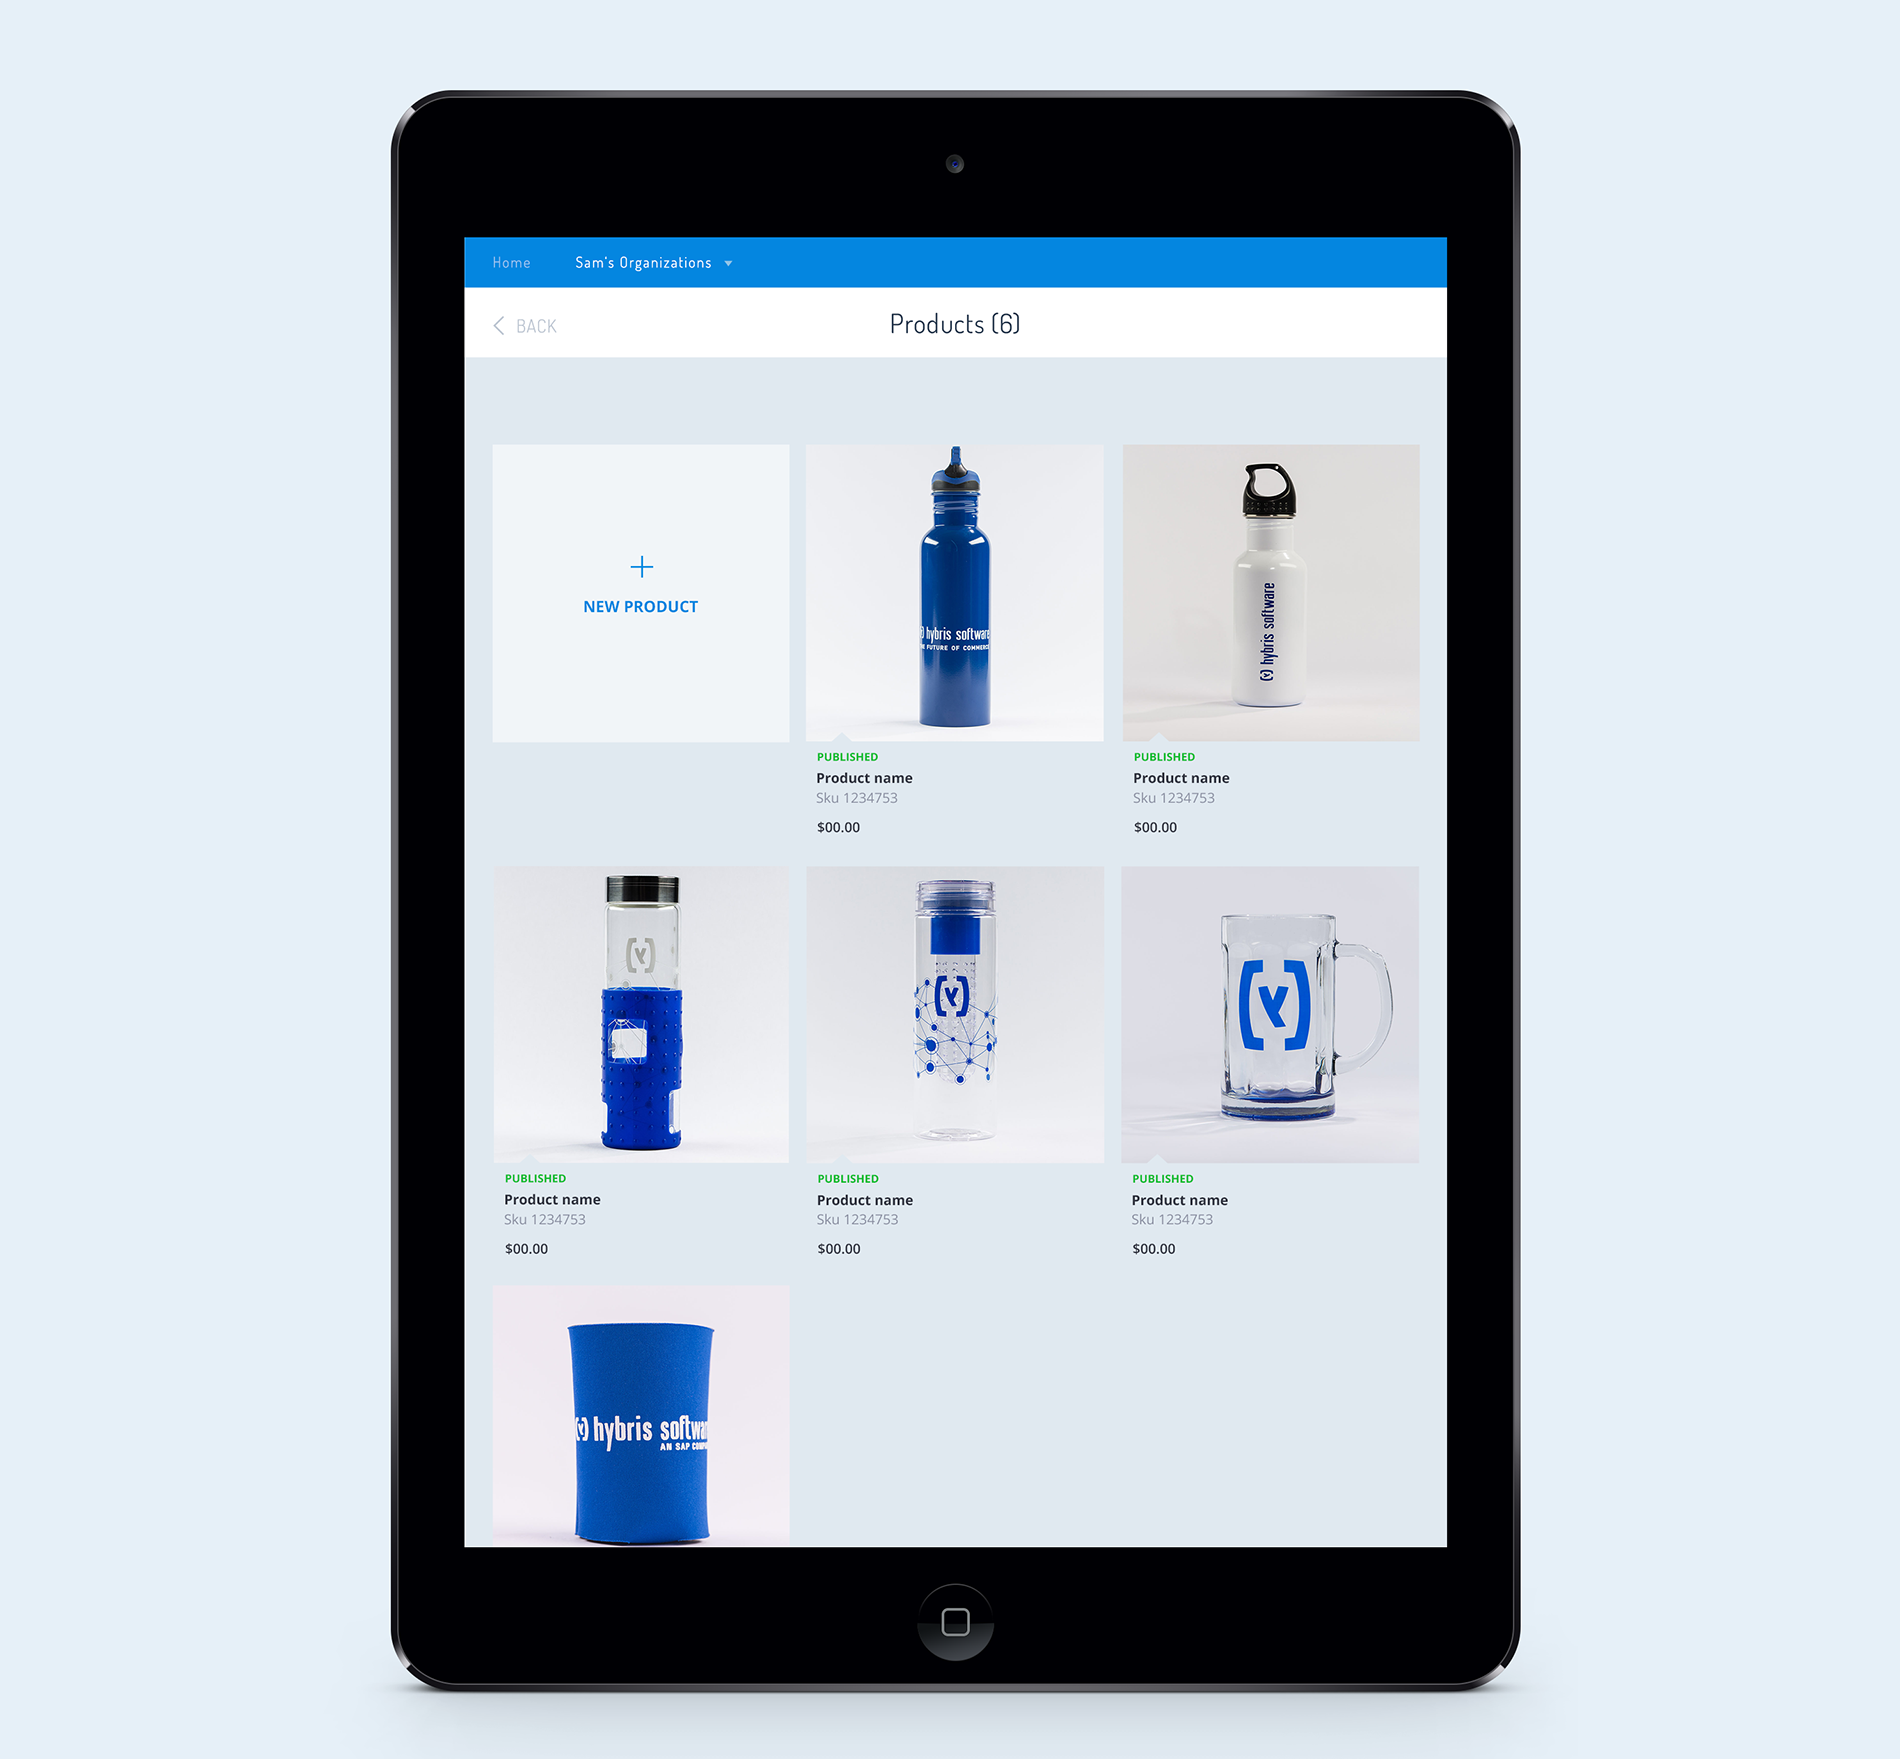 Home
Sam's Organizations
BACK
Products (6)
NEW PRODUCT
hybris software
FUTURE OF COMMERCE
hybris software
PUBLISHED
Product name
Sku 1234753
$00.00
PUBLISHED
Product name
Sku 1234753
$00.00
PUBLISHED
Product name
Sku 1234753
$00.00
PUBLISHED
Product name
Sku 1234753
$00.00
PUBLISHED
Product name
Sku 1234753
$00.00
hybris softwar
AN SAP COMP